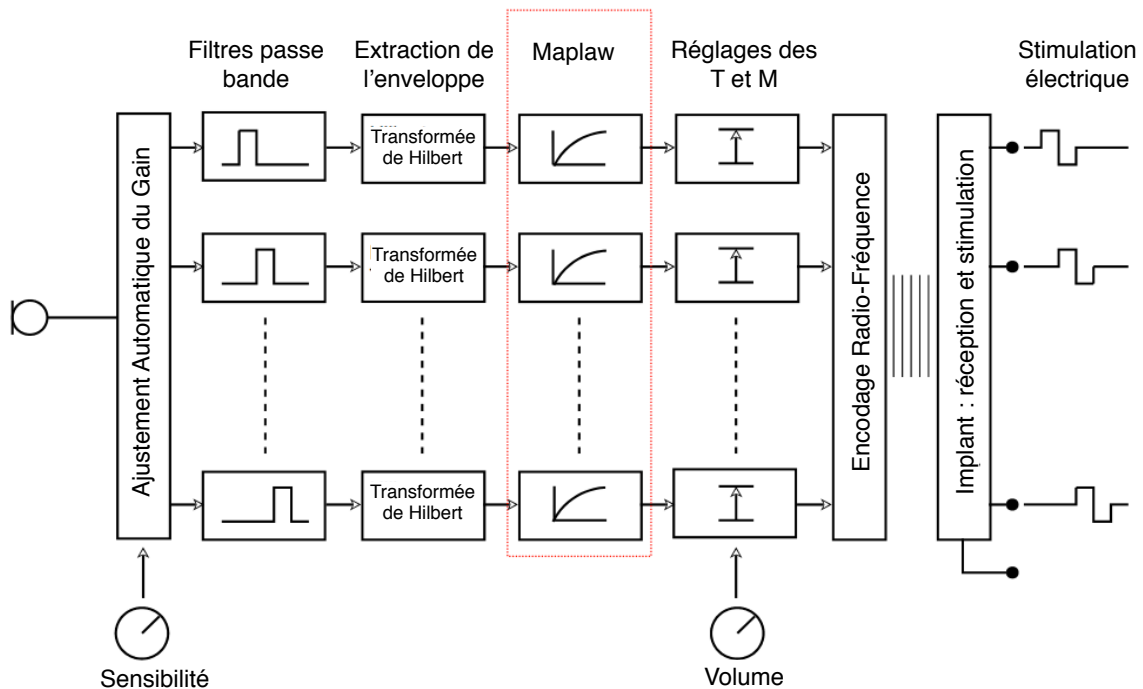 Filtres passe
bande
Extraction de
l'enveloppe
Maplaw
Réglages des
T et M
Stimulation
électrique
Ajustement Automatique du Gain
Transformée
de Hilbert
Transformée
de Hilbert
Transformée
de Hilbert
Encodage Radio-Fréquence
Implant : réception et stimulation
Sensibilité
Volume